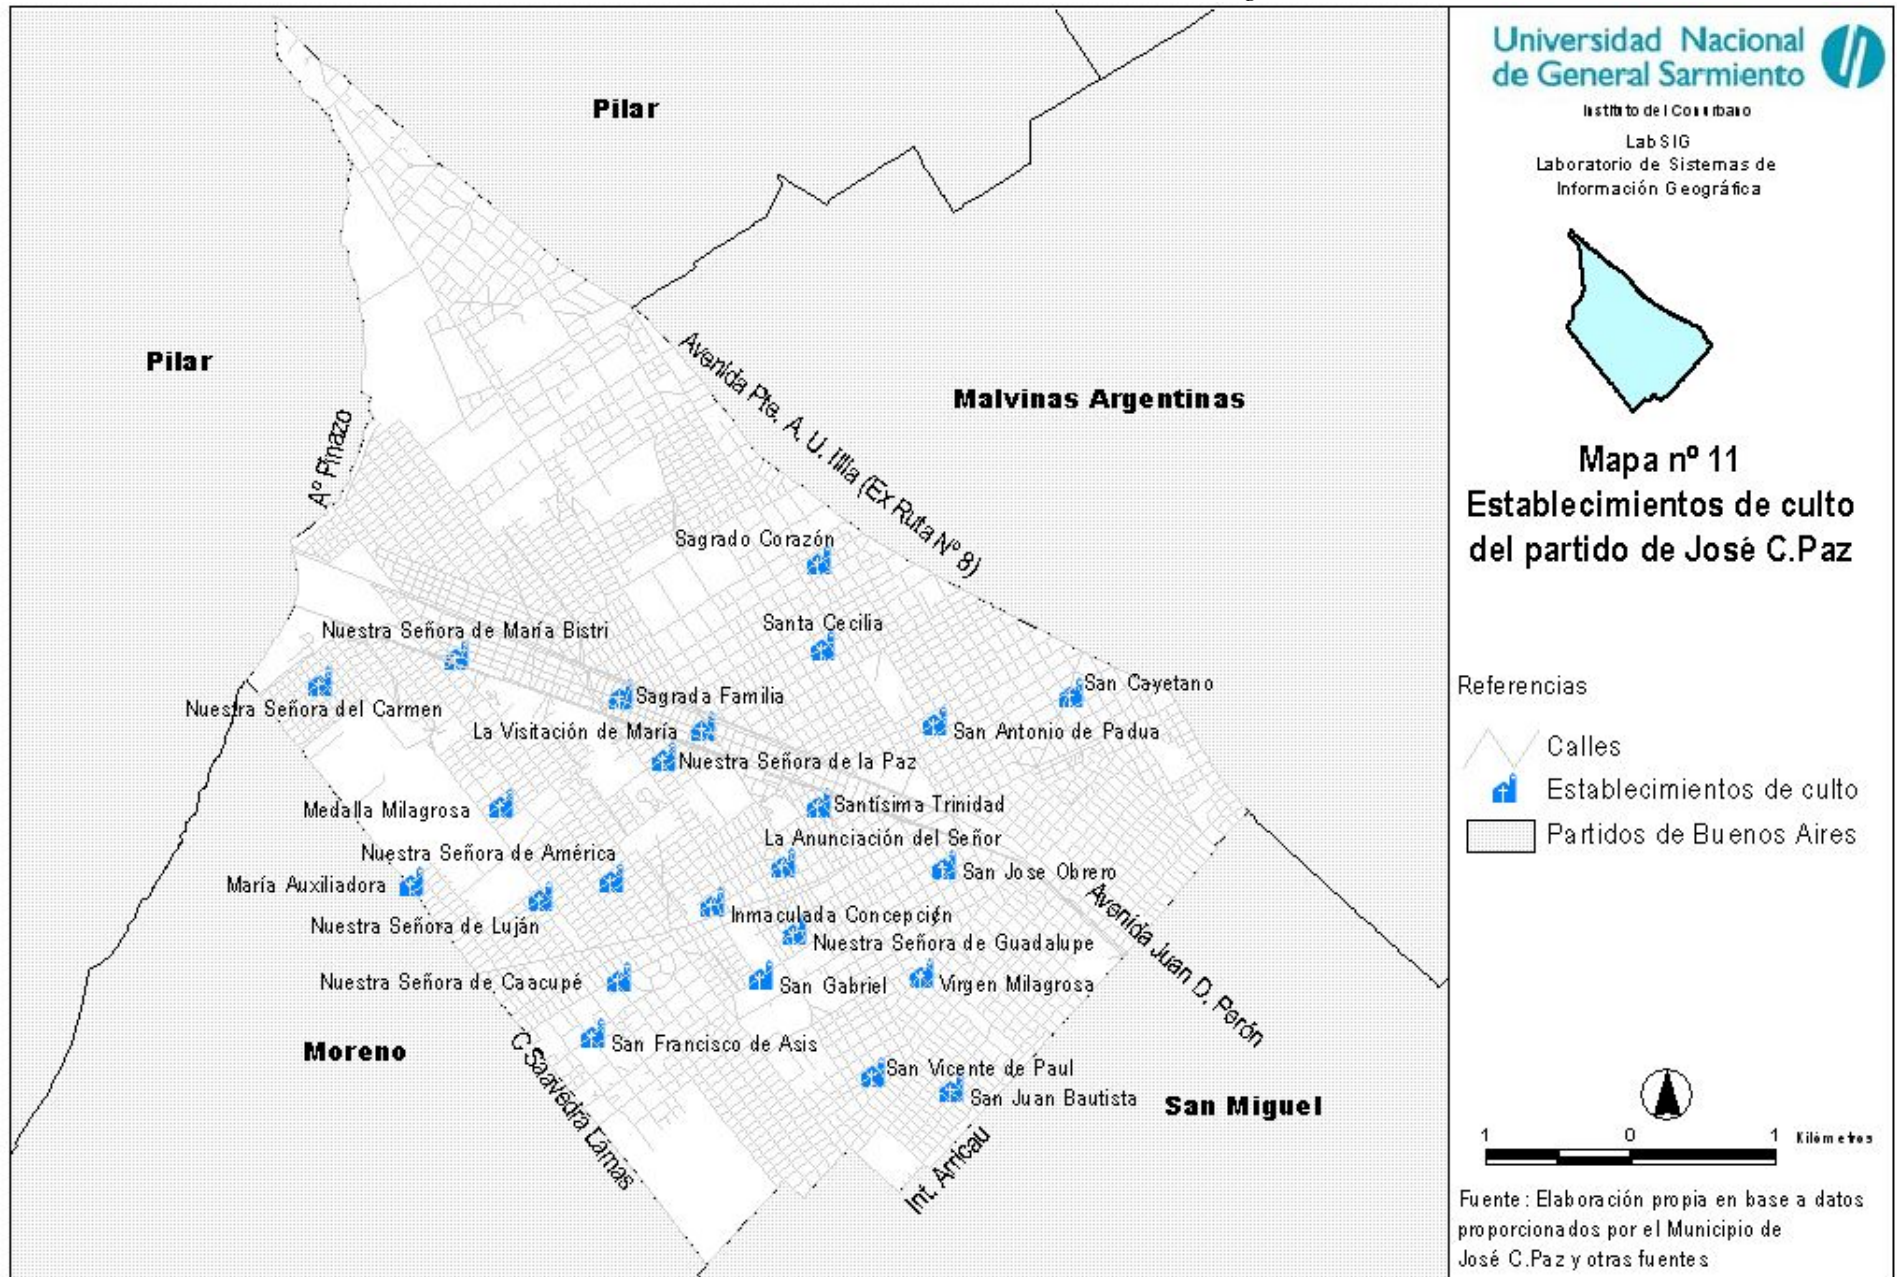 Pilar
Pilar
Malvinas Argentinas
Avenida Pte. A. U. Illia (Ex Ruta Nº 8)
Aº Pinazo
Sagrado Corazón
Santa Cecilia
Nuestra Señora de María Bistri
San Cayetano
Sagrada Familia
Nuestra Señora del Carmen
La Visitación de María
San Antonio de Padua
Nuestra Señora de la Paz
Medalla Milagrosa
Santísima Trinidad
La Anunciación del Señor
Nuestra Señora de América
San Jose Obrero
María Auxiliadora
Avenida Juan D. Perón
Inmaculada Concepción
Nuestra Señora de Luján
Nuestra Señora de Guadalupe
Nuestra Señora de Caacupé
San Gabriel
Virgen Milagrosa
Moreno
San Francisco de Asis
C Saavedra Lamas
San Vicente de Paul
San Juan Bautista
San Miguel
Int. Arricau
Universidad Nacional
de General Sarmiento
Instituto del Conurbano
LabSIG
Laboratorio de Sistemas de
Información Geográfica
Mapa nº 11
Establecimientos de culto
del partido de José C.Paz
Referencias
Calles
Establecimientos de culto
Partidos de Buenos Aires
1 0 1 Kilómetros
Fuente: Elaboración propia en base a datos
proporcionados por el Municipio de
José C.Paz y otras fuentes